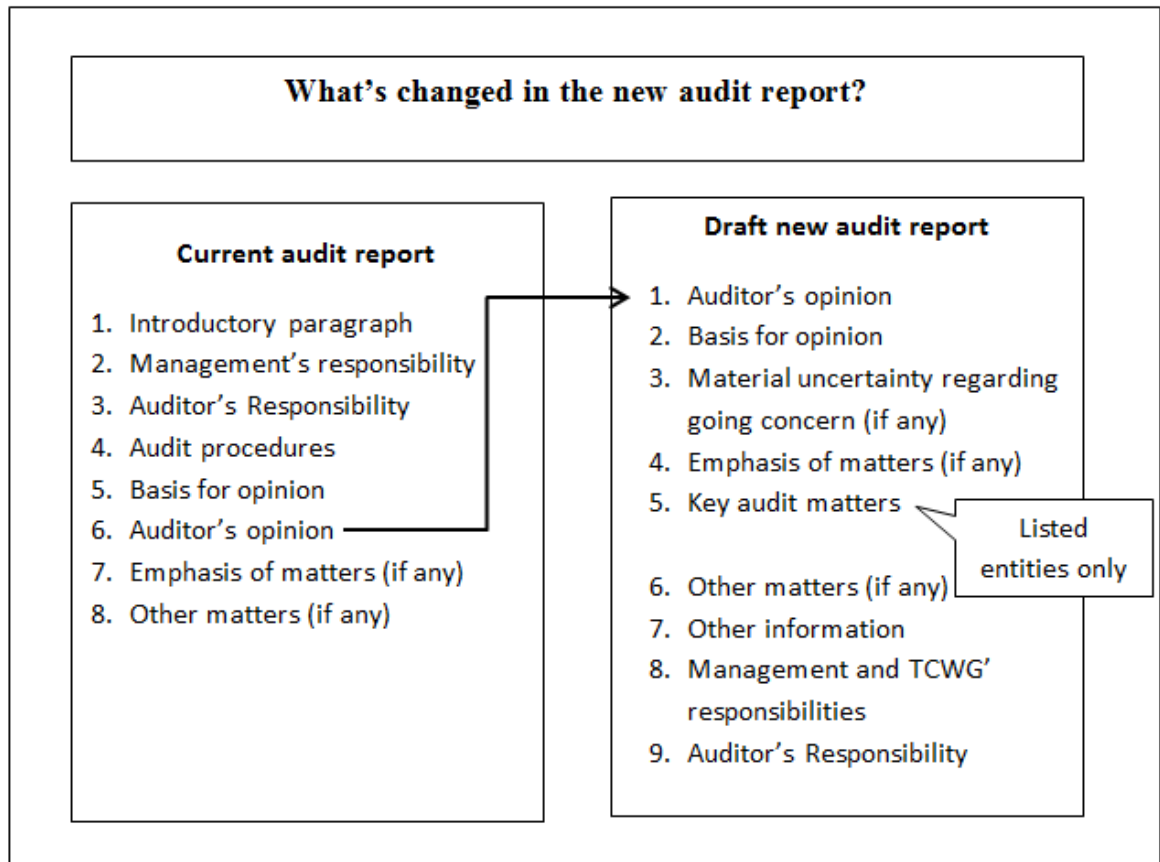 What’s changed in the new audit report?
Current audit report
1. Introductory paragraph
2. Management’s responsibility
3. Auditor’s Responsibility
4. Audit procedures
5. Basis for opinion
6. Auditor’s opinion
7. Emphasis of matters (if any)
8. Other matters (if any)
Draft new audit report
1. Auditor’s opinion
2. Basis for opinion
3. Material uncertainty regarding
going concern (if any)
4. Emphasis of matters (if any)
5. Key audit matters
Listed
entities only
6. Other matters (if any)
7. Other information
8. Management and TCWG’
responsibilities
9. Auditor’s Responsibility